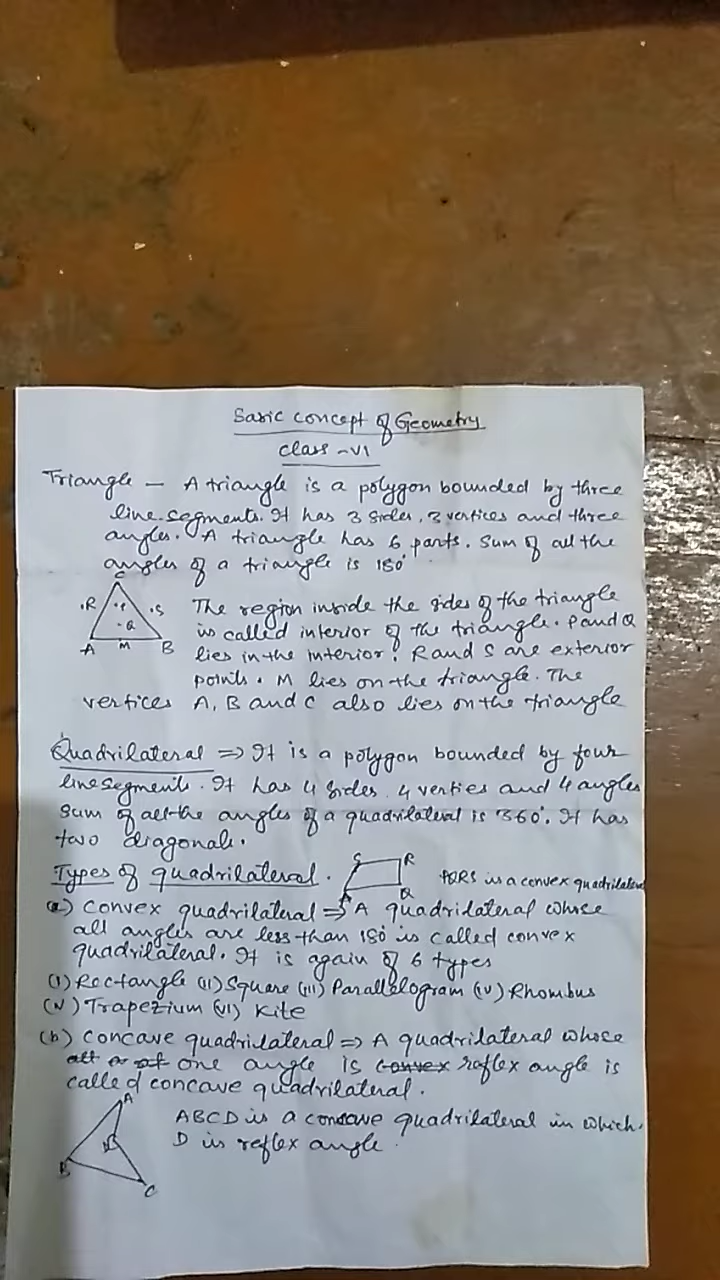 Basic concept of Geometry
Class - VI
Triangle — A triangle is a polygon bounded by three
line segments. It has 3 sides, 3 vertices and three
angles. A triangle has 6 parts. Sum of all the
angles of a triangle is 180°
C
.R .P .S
.Q
A M B
The region inside the sides of the triangle
is called interior of the triangle. P and Q
lies in the interior. R and S are exterior
points. M lies on the triangle. The
vertices A, B and C also lies on the triangle
Quadrilateral => It is a polygon bounded by four
line segments. It has 4 sides, 4 verties and 4 angles
Sum of all the angles of a quadrilateral is 360°. It has
two diagonals.
Types of quadrilateral.
S R
P Q
PQRS is a convex quadrilateral
(a) Convex quadrilateral => A quadrilateral whose
all angles are less than 180° is called convex
quadrilateral. It is again of 6 types
(i) Rectangle (ii) Square (iii) Parallelogram (iv) Rhombus
(v) Trapezium (vi) Kite
(b) Concave quadrilateral => A quadrilateral whose
one angle is convex reflex angle is
called concave quadrilateral.
A
D
B
C
ABCD is a concave quadrilateral in which
D is reflex angle.